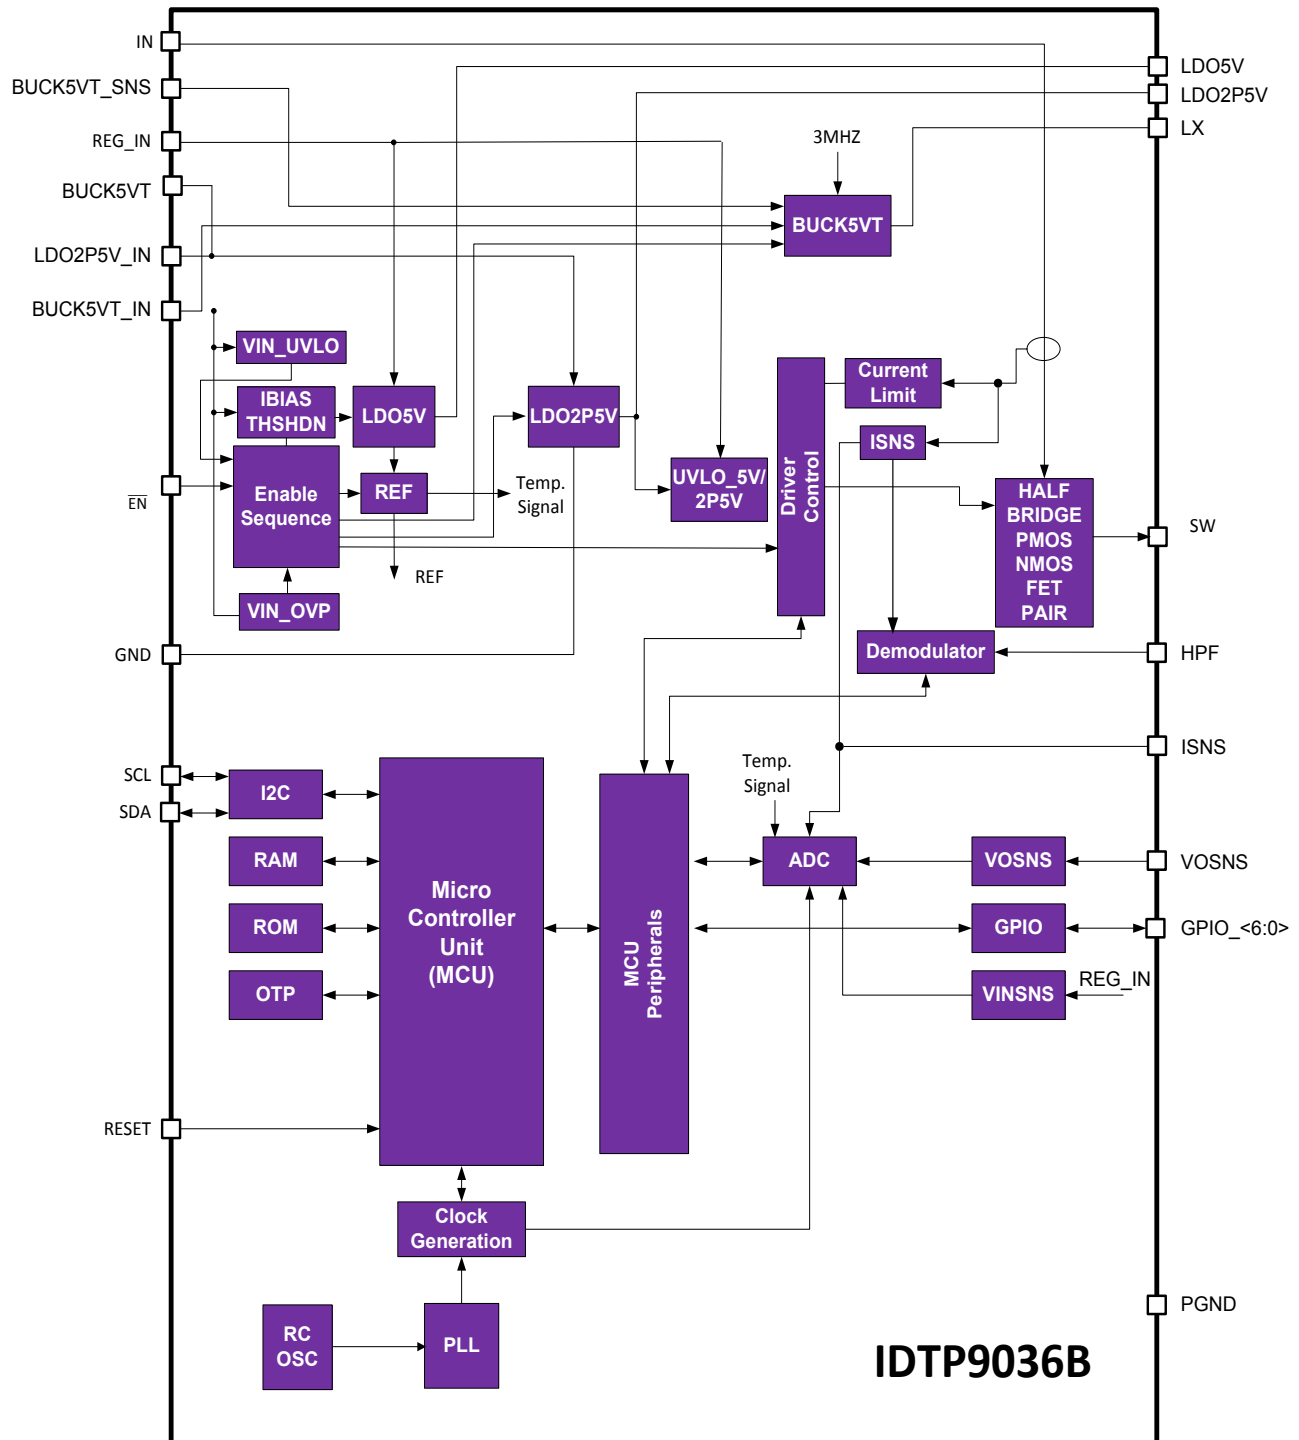 IN
LDO5V
BUCK5VT_SNS
LDO2P5V
REG_IN
3MHZ
LX
BUCK5VT
BUCK5VT
LDO2P5V_IN
BUCK5VT_IN
VIN_UVLO
Current
Limit
IBIAS
THSHDN
LDO5V
LDO2P5V
ISNS
Driver
Control
UVLO_5V/
2P5V
EN
Enable
Sequence
REF
Temp.
Signal
HALF
BRIDGE
PMOS
NMOS
FET
PAIR
SW
REF
VIN_OVP
GND
Demodulator
HPF
ISNS
SCL
SDA
I2C
Temp.
Signal
RAM
ADC
VOSNS
VOSNS
Micro
Controller
Unit
(MCU)
MCU
Peripherals
ROM
GPIO
GPIO_<6:0>
OTP
VINSNS
REG_IN
RESET
Clock
Generation
PGND
RC
OSC
PLL
IDTP9036B